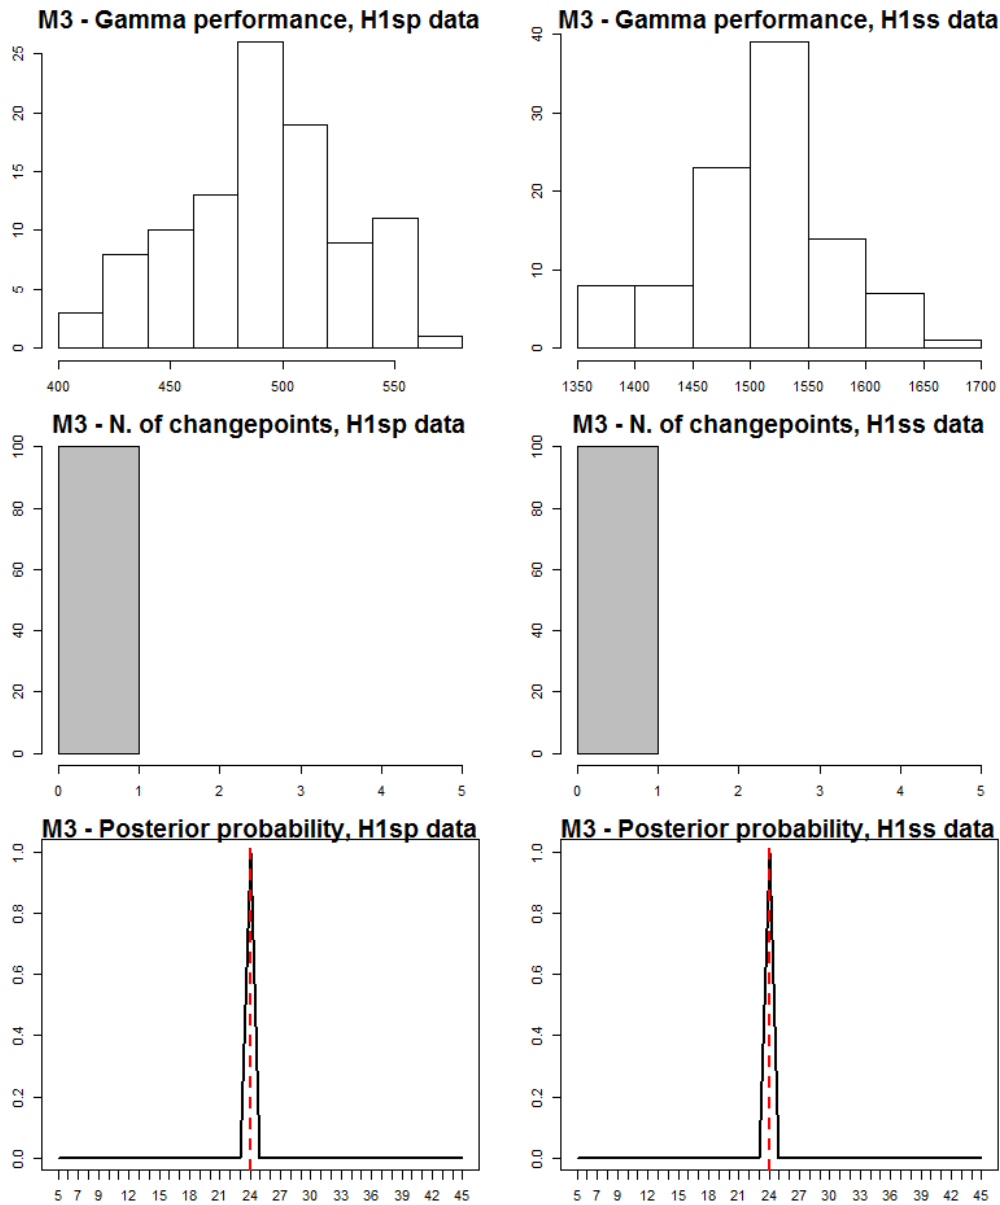 M3 - Gamma performance, H1sp data
25
20
15
10
5
0
400 450 500 550
M3 - Gamma performance, H1ss data
40
30
20
10
0
1350 1400 1450 1500 1550 1600 1650 1700
M3 - N. of changepoints, H1sp data
100
80
60
40
20
0
0 1 2 3 4 5
M3 - N. of changepoints, H1ss data
100
80
60
40
20
0
0 1 2 3 4 5
M3 - Posterior probability, H1sp data
1.0
0.8
0.6
0.4
0.2
0.0
5 7 9 12 15 18 21 24 27 30 33 36 39 42 45
M3 - Posterior probability, H1ss data
1.0
0.8
0.6
0.4
0.2
0.0
5 7 9 12 15 18 21 24 27 30 33 36 39 42 45